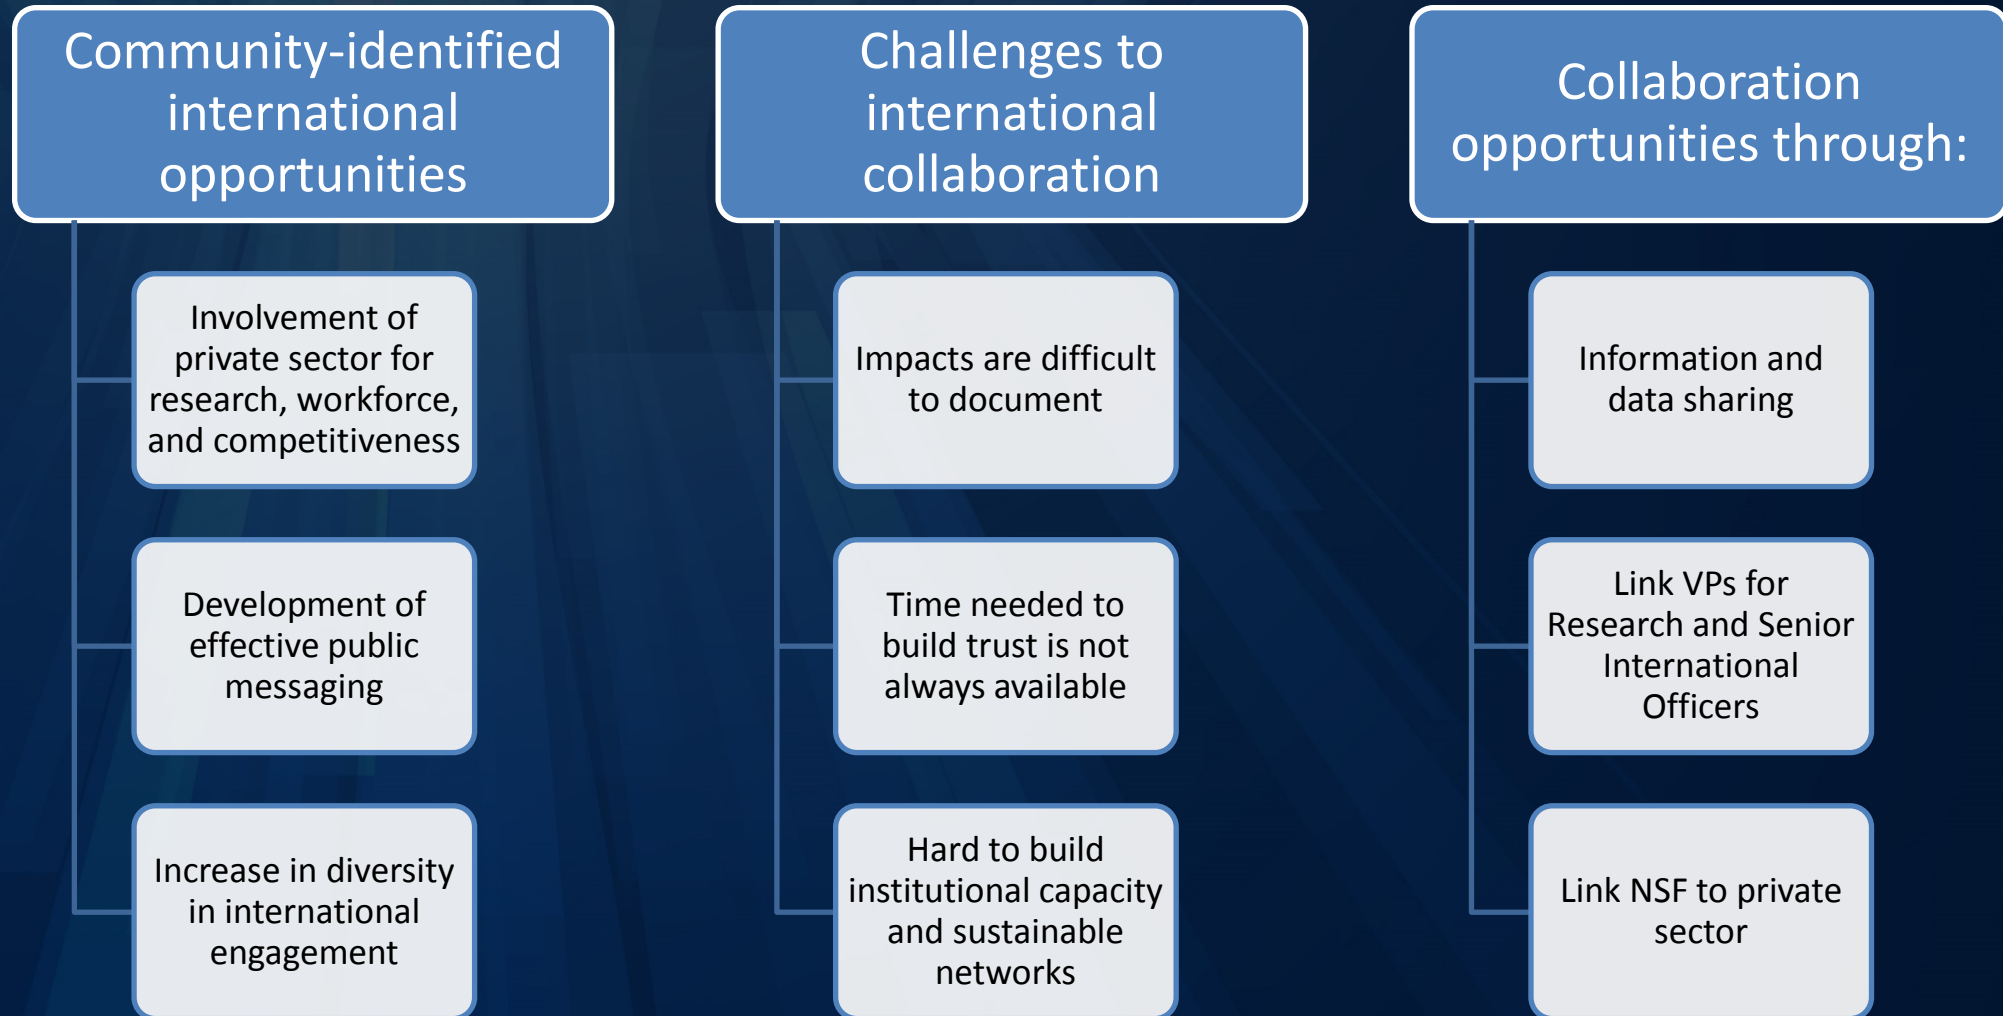 Community-identified
international
opportunities
Involvement of
private sector for
research, workforce,
and competitiveness
Development of
effective public
messaging
Increase in diversity
in international
engagement
Challenges to
international
collaboration
Impacts are difficult
to document
Time needed to
build trust is not
always available
Hard to build
institutional capacity
and sustainable
networks
Collaboration
opportunities through:
Information and
data sharing
Link VPs for
Research and Senior
International
Officers
Link NSF to private
sector